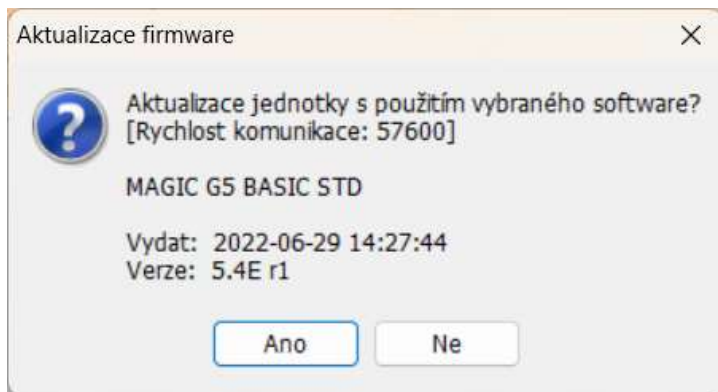 Aktualizace firmware
Aktualizace jednotky s použitím vybraného software?
[Rychlost komunikace: 57600]
MAGIC G5 BASIC STD
Vydat: 2022-06-29 14:27:44
Verze: 5.4E r1
Ano Ne